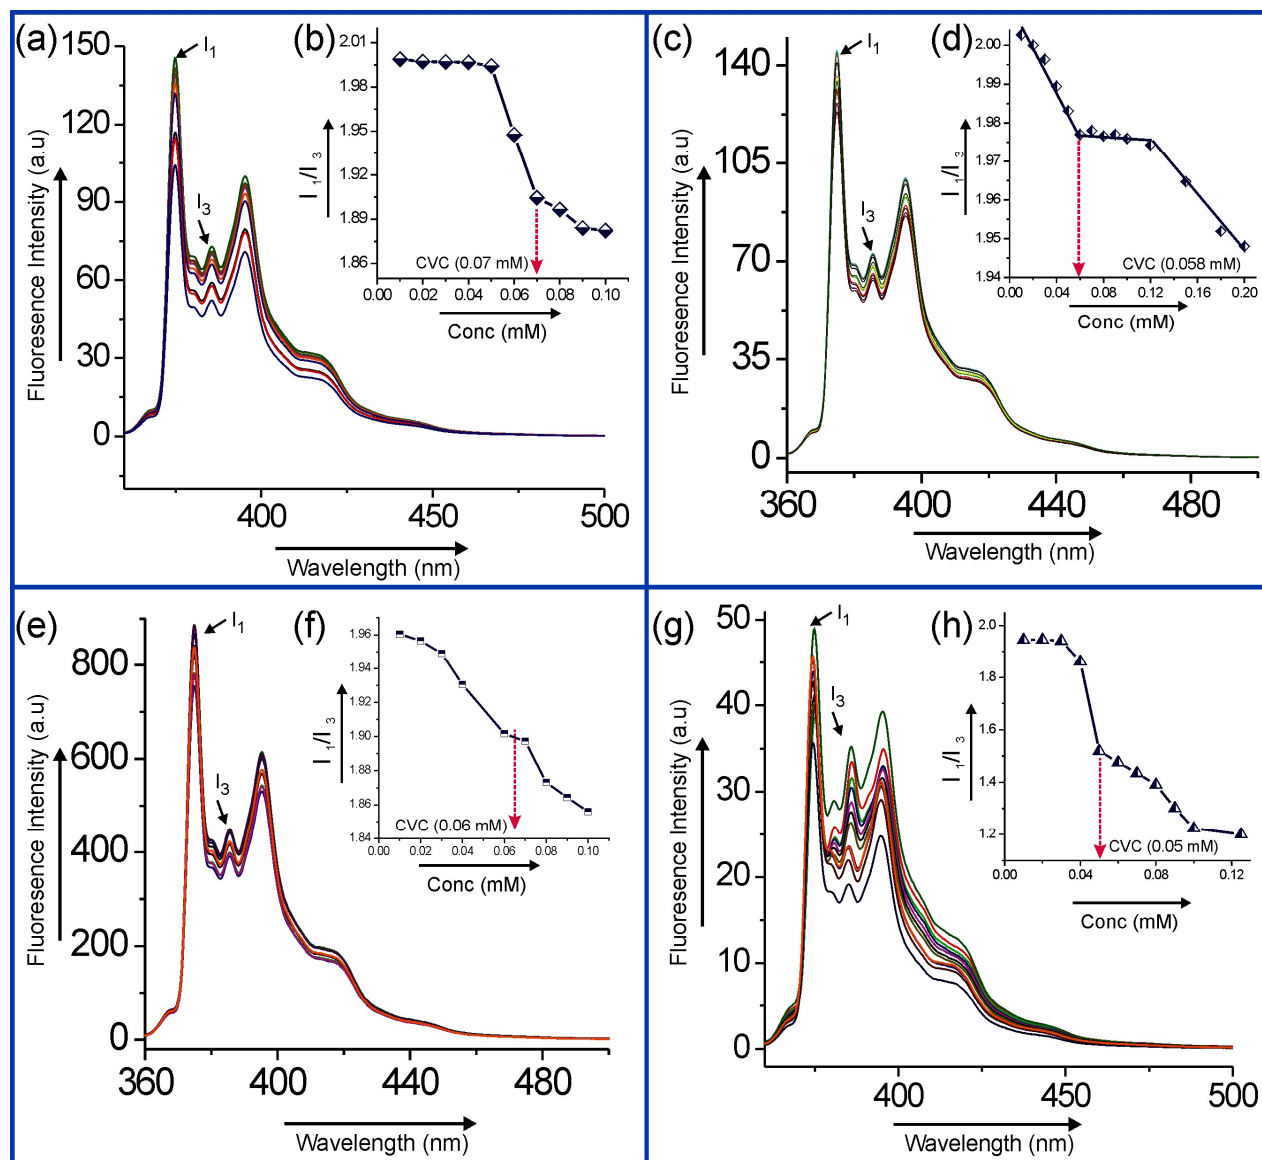 (a)
150
120
90
60
30
0
Fluoresence Intensity (a.u)
I1
I3
400
450
500
Wavelength (nm)
(b)
2.01
1.98
1.95
1.92
1.89
1.86
I1/I3
CVC (0.07 mM)
0.00 0.02 0.04 0.06 0.08 0.10
Conc (mM)
(c)
140
105
70
35
0
Fluoresence Intensity (a.u)
I1
I3
360 400 440 480
Wavelength (nm)
(d)
2.00
1.99
1.98
1.97
1.96
1.95
1.94
I1/I3
CVC (0.058 mM)
0.00 0.04 0.08 0.12 0.16 0.20
Conc (mM)
(e)
800
600
400
200
0
Fluoresence Intensity (a.u)
I1
I3
360 400 440 480
Wavelength (nm)
(f)
1.96
1.94
1.92
1.90
1.88
1.86
1.84
I1/I3
CVC (0.06 mM)
0.00 0.02 0.04 0.06 0.08 0.10
Conc (mM)
(g)
50
40
30
20
10
0
Fluoresence Intensity (a.u)
I1
I3
400 450 500
Wavelength (nm)
(h)
2.0
1.8
1.6
1.4
1.2
I1/I3
CVC (0.05 mM)
0.00 0.04 0.08 0.12
Conc (mM)